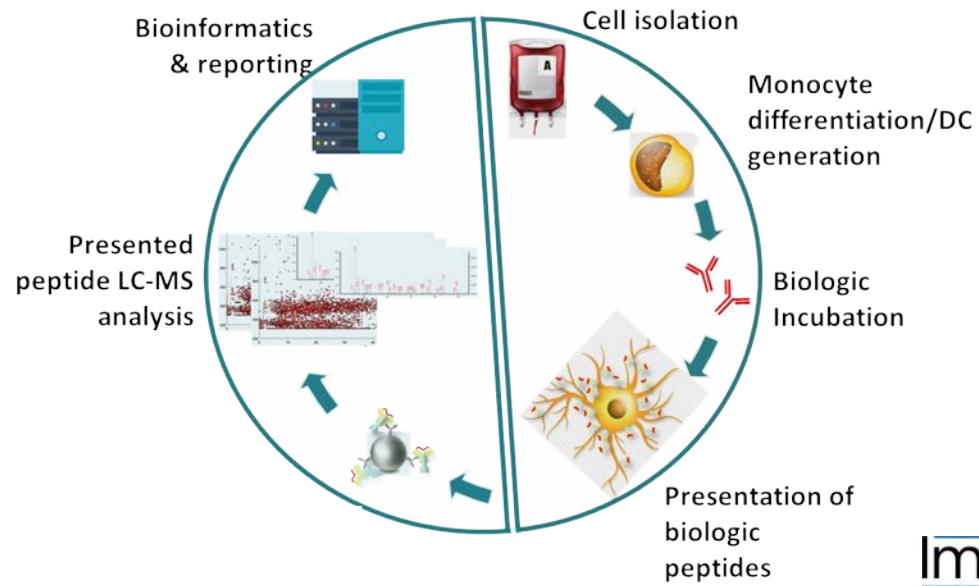 Bioinformatics
& reporting
Cell isolation
A
Monocyte
differentiation/DC
generation
Presented
peptide LC-MS
analysis
Biologic
Incubation
Presentation of
biologic
peptides
Im